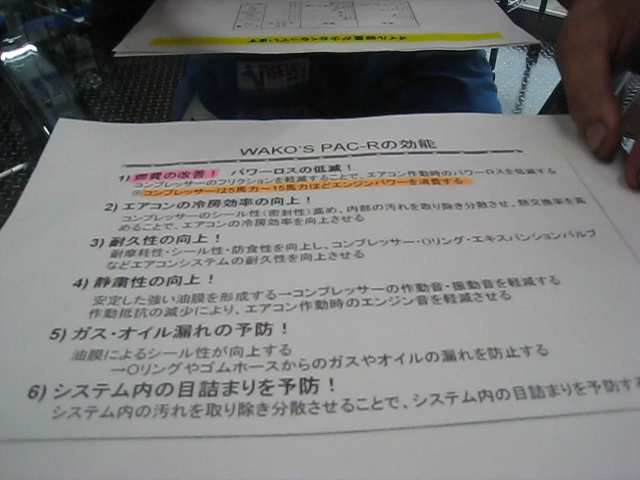 オイル容量が少なくなっています
WAKO'S PAC-Rの効能
1) 燃費の改善! パワーロスの低減!
コンプレッサーのフリクションを軽減することで、エアコン作動時のパワーロスを低減する
※コンプレッサーは5馬力~15馬力ほどエンジンパワーを消費する
2) エアコンの冷房効率の向上!
コンプレッサーのシール性(密封性)高め、内部の汚れを取り除き分散させ、熱交機率を高
めることで、エアコンの冷房効率を向上させる
3) 耐久性の向上!
耐摩耗性・シール性・防食性を向上し、コンプレッサー・Oリング・エキスパンションバルブ
などエアコンシステムの耐久性を向上させる
4) 静粛性の向上!
安定した強い油膜を形成する→コンプレッサーの作動音・振動音を軽減する
作動抵抗の減少により、エアコン作動時のエンジン音を軽減させる
5) ガス・オイル漏れの予防!
油膜によるシール性が向上する
→Oリングやゴムホースからのガスやオイルの漏れを防止する
6) システム内の目詰まりを予防!
システム内の汚れを取り除き分散させることで、システム内の目詰まりを予防す